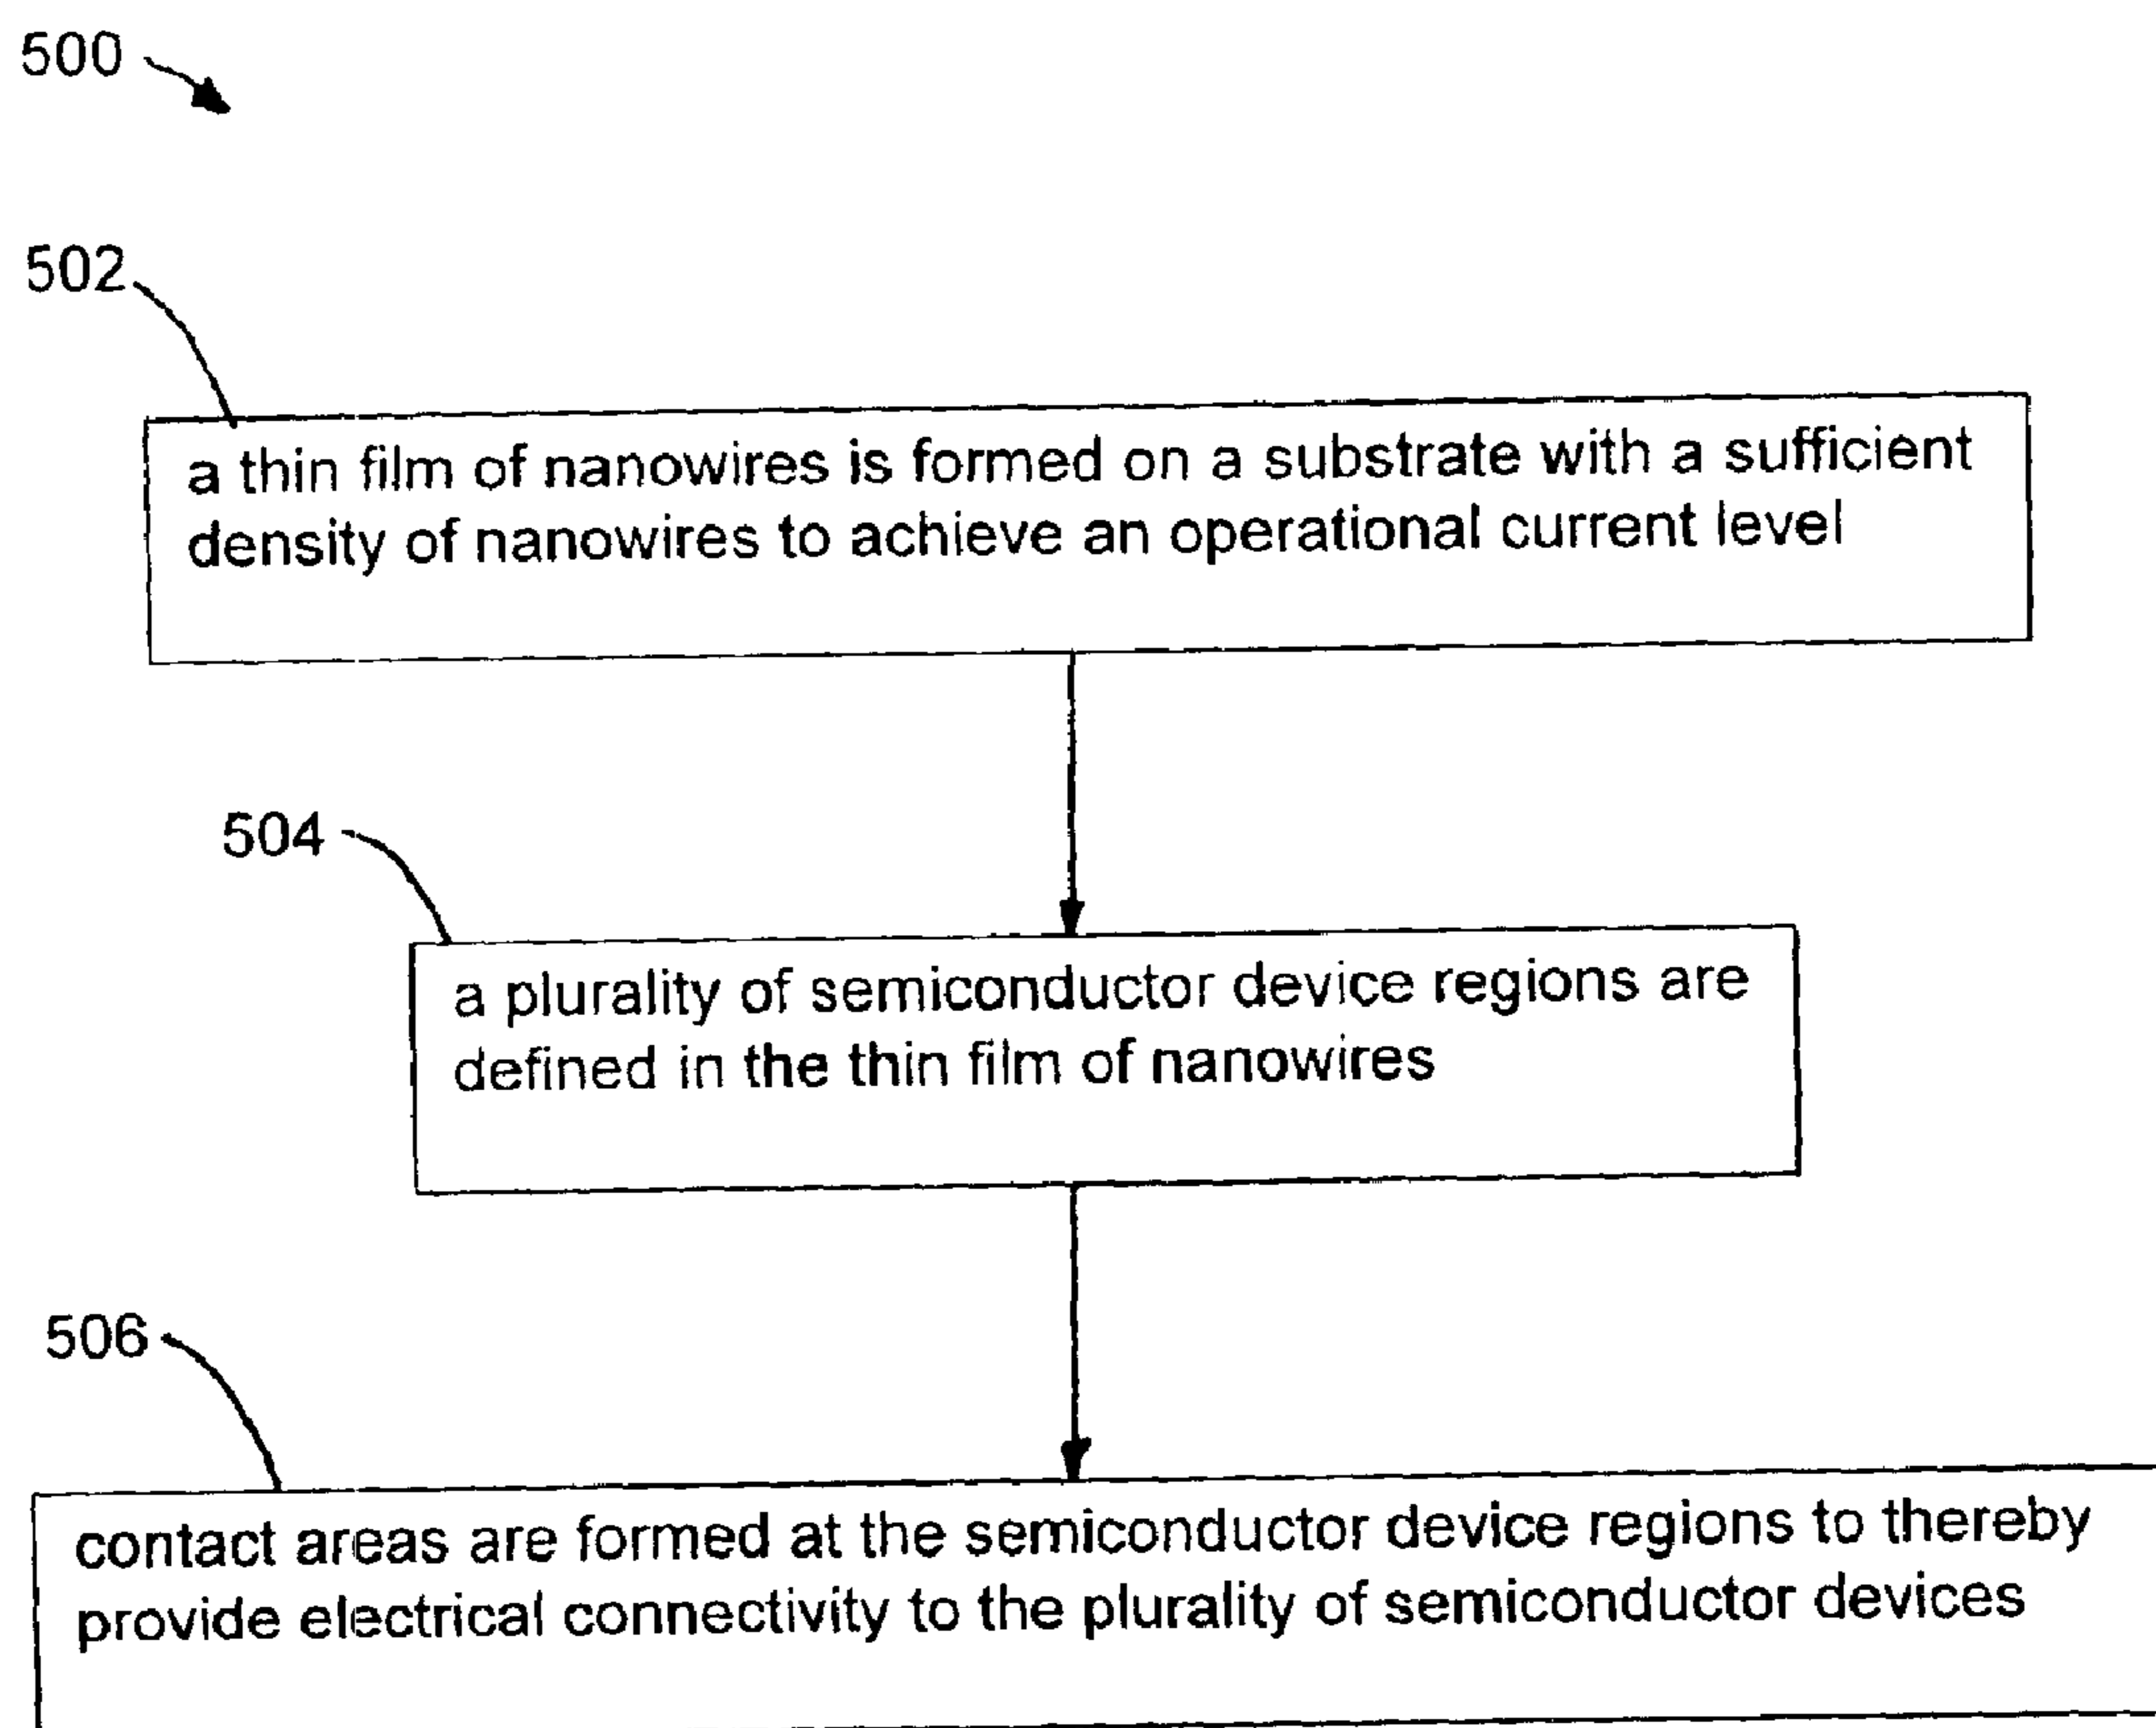 500
502
a thin film of nanowires is formed on a substrate with a sufficient
density of nanowires to achieve an operational current level
504
a plurality of semiconductor device regions are
defined in the thin film of nanowires
506
contact areas are formed at the semiconductor device regions to thereby
provide electrical connectivity to the plurality of semiconductor devices